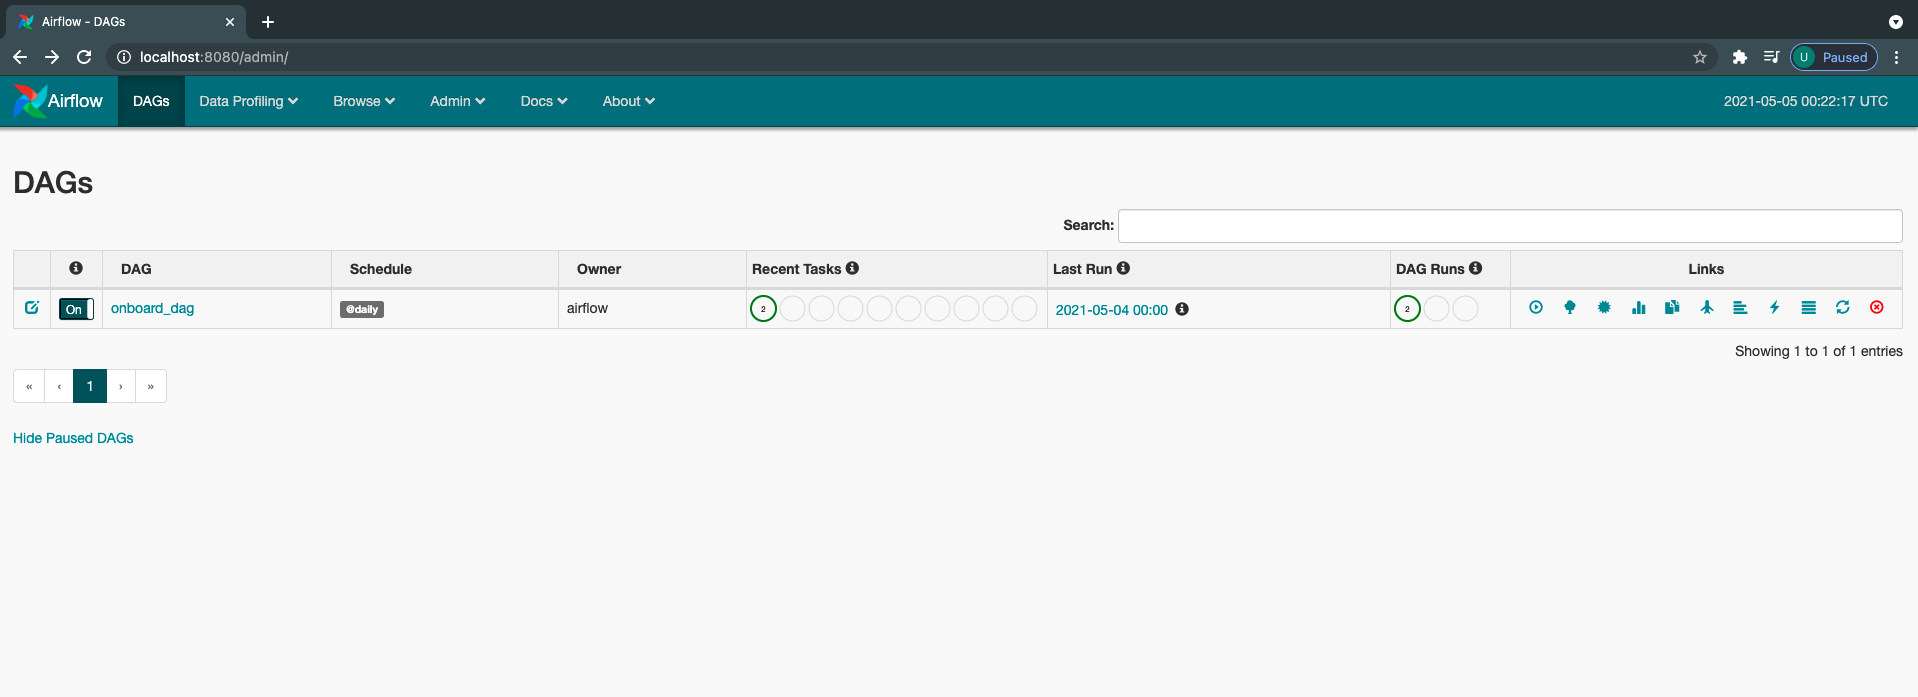 Airflow - DAGs
localhost:8080/admin/
U Paused
Airflow DAGs Data Profiling Browse Admin Docs About 2021-05-05 00:22:17 UTC
DAGs
Search:
DAG Schedule Owner Recent Tasks Last Run DAG Runs Links
On onboard_dag @daily airflow 2 2021-05-04 00:00 2
Showing 1 to 1 of 1 entries
« ‹ 1 › »
Hide Paused DAGs